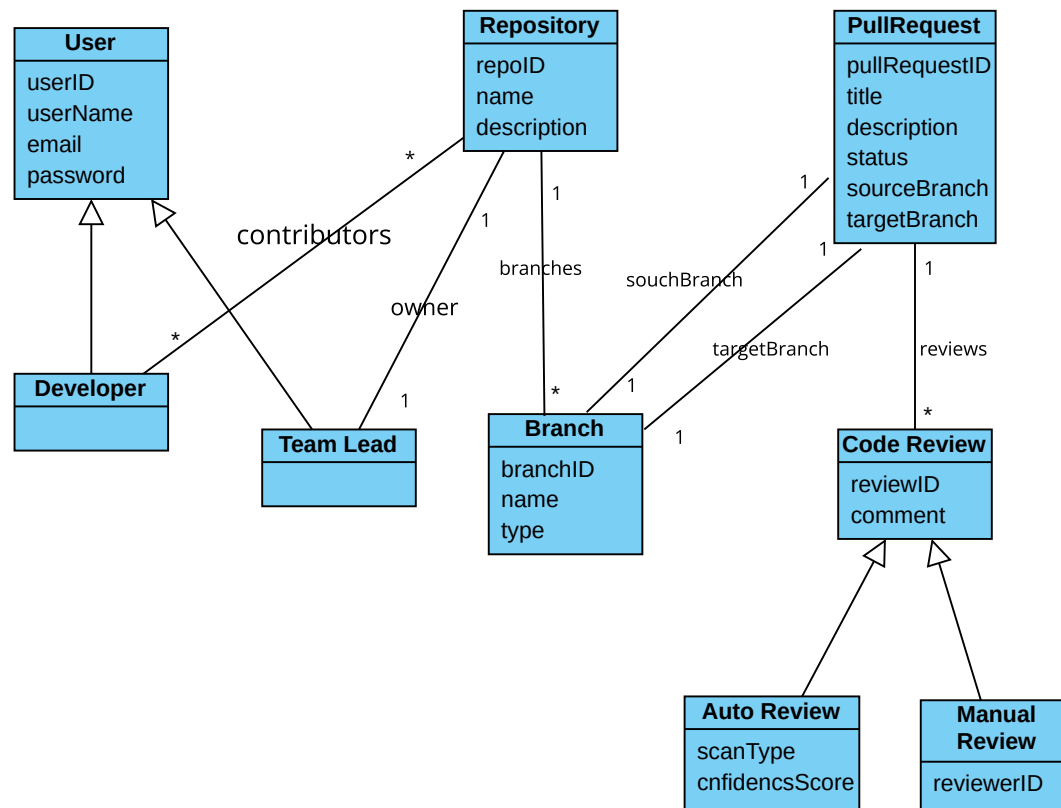 User
userID
userName
email
password
Repository
repoID
name
description
PullRequest
pullRequestID
title
description
status
sourceBranch
targetBranch
*
1
1
1
contributors
1
1
branches
souchBranch
owner
*
targetBranch
reviews
Developer
1
*
1
1
*
Team Lead
Branch
branchID
name
type
Code Review
reviewID
comment
Auto Review
scanType
cnfidencsScore
Manual
Review
reviewerID